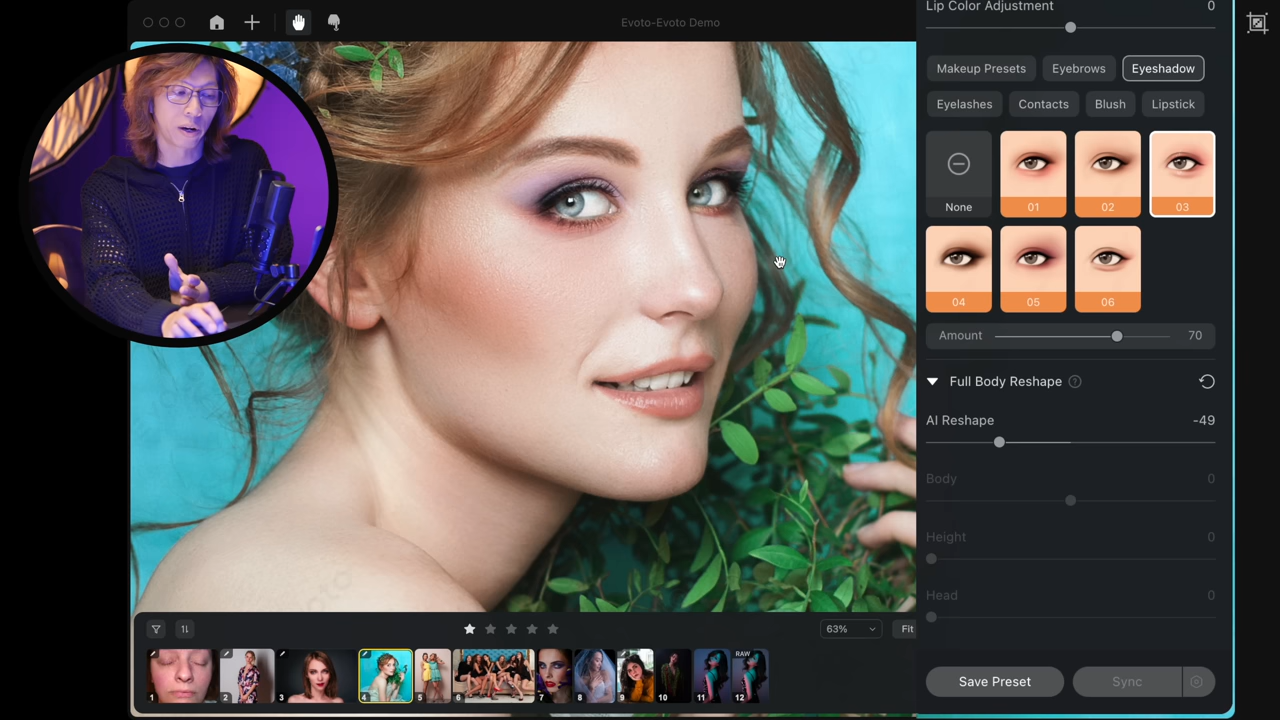 Evoto-Evoto Demo
Lip Color Adjustment 0
Makeup Presets Eyebrows Eyeshadow
Eyelashes Contacts Blush Lipstick
None 01 02 03
04 05 06
Amount 70
Full Body Reshape ?
AI Reshape -49
Body 0
Height 0
Head 0
63% Fit
RAW
1 2 3 4 5 6 7 8 9 10 11 12
Save Preset Sync